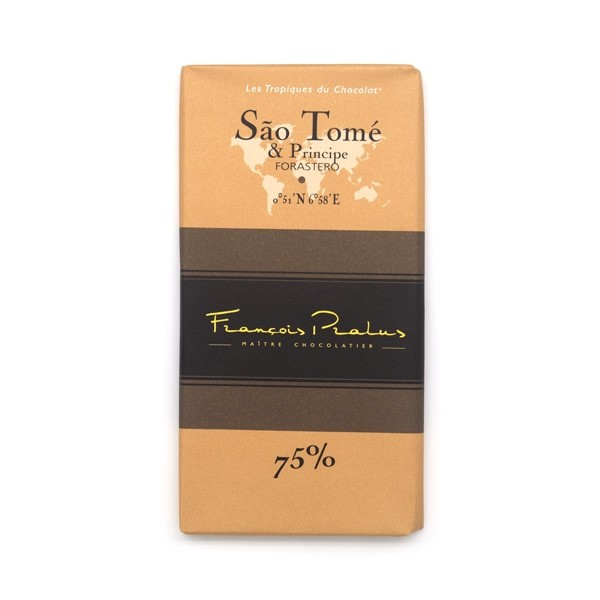 Les Tropiques du Chocolat®
São Tomé
& Principe
FORASTERO
0°51'N 6°58'E
François Pralus
MAÎTRE CHOCOLATIER
75%